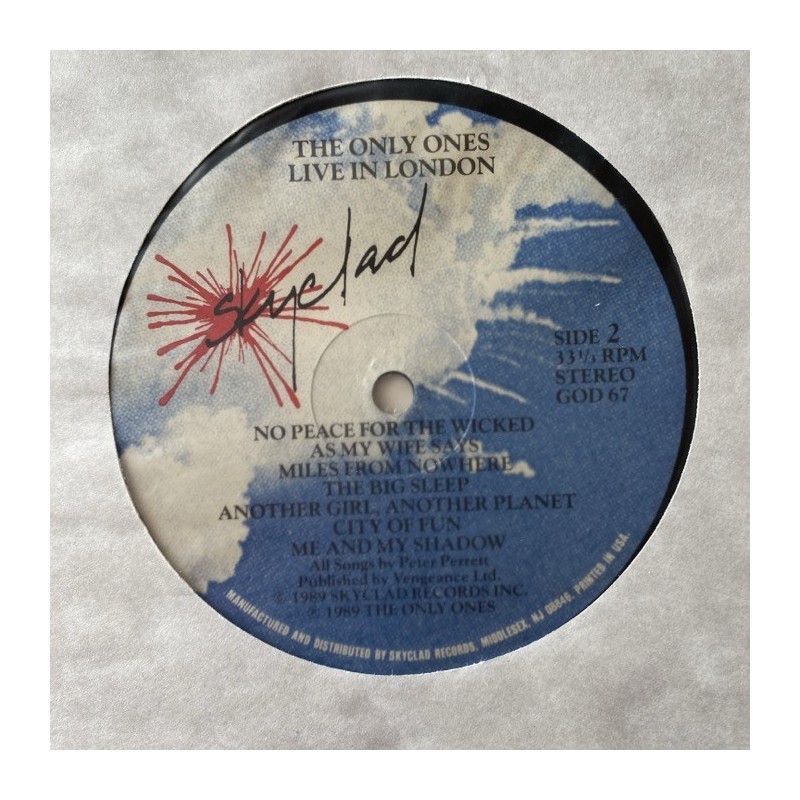 THE ONLY ONES
LIVE IN LONDON
skyclad
SIDE 2
33 1/3 RPM
STEREO
GOD 67
NO PEACE FOR THE WICKED
AS MY WIFE SAYS
MILES FROM NOWHERE
THE BIG SLEEP
ANOTHER GIRL, ANOTHER PLANET
CITY OF FUN
ME AND MY SHADOW
All Songs by Peter Perrett
Published by Vengeance Ltd.
© 1989 SKYCLAD RECORDS INC.
℗ 1989 THE ONLY ONES
MANUFACTURED AND DISTRIBUTED BY SKYCLAD RECORDS, MIDDLESEX, NJ 08846. PRINTED IN USA.